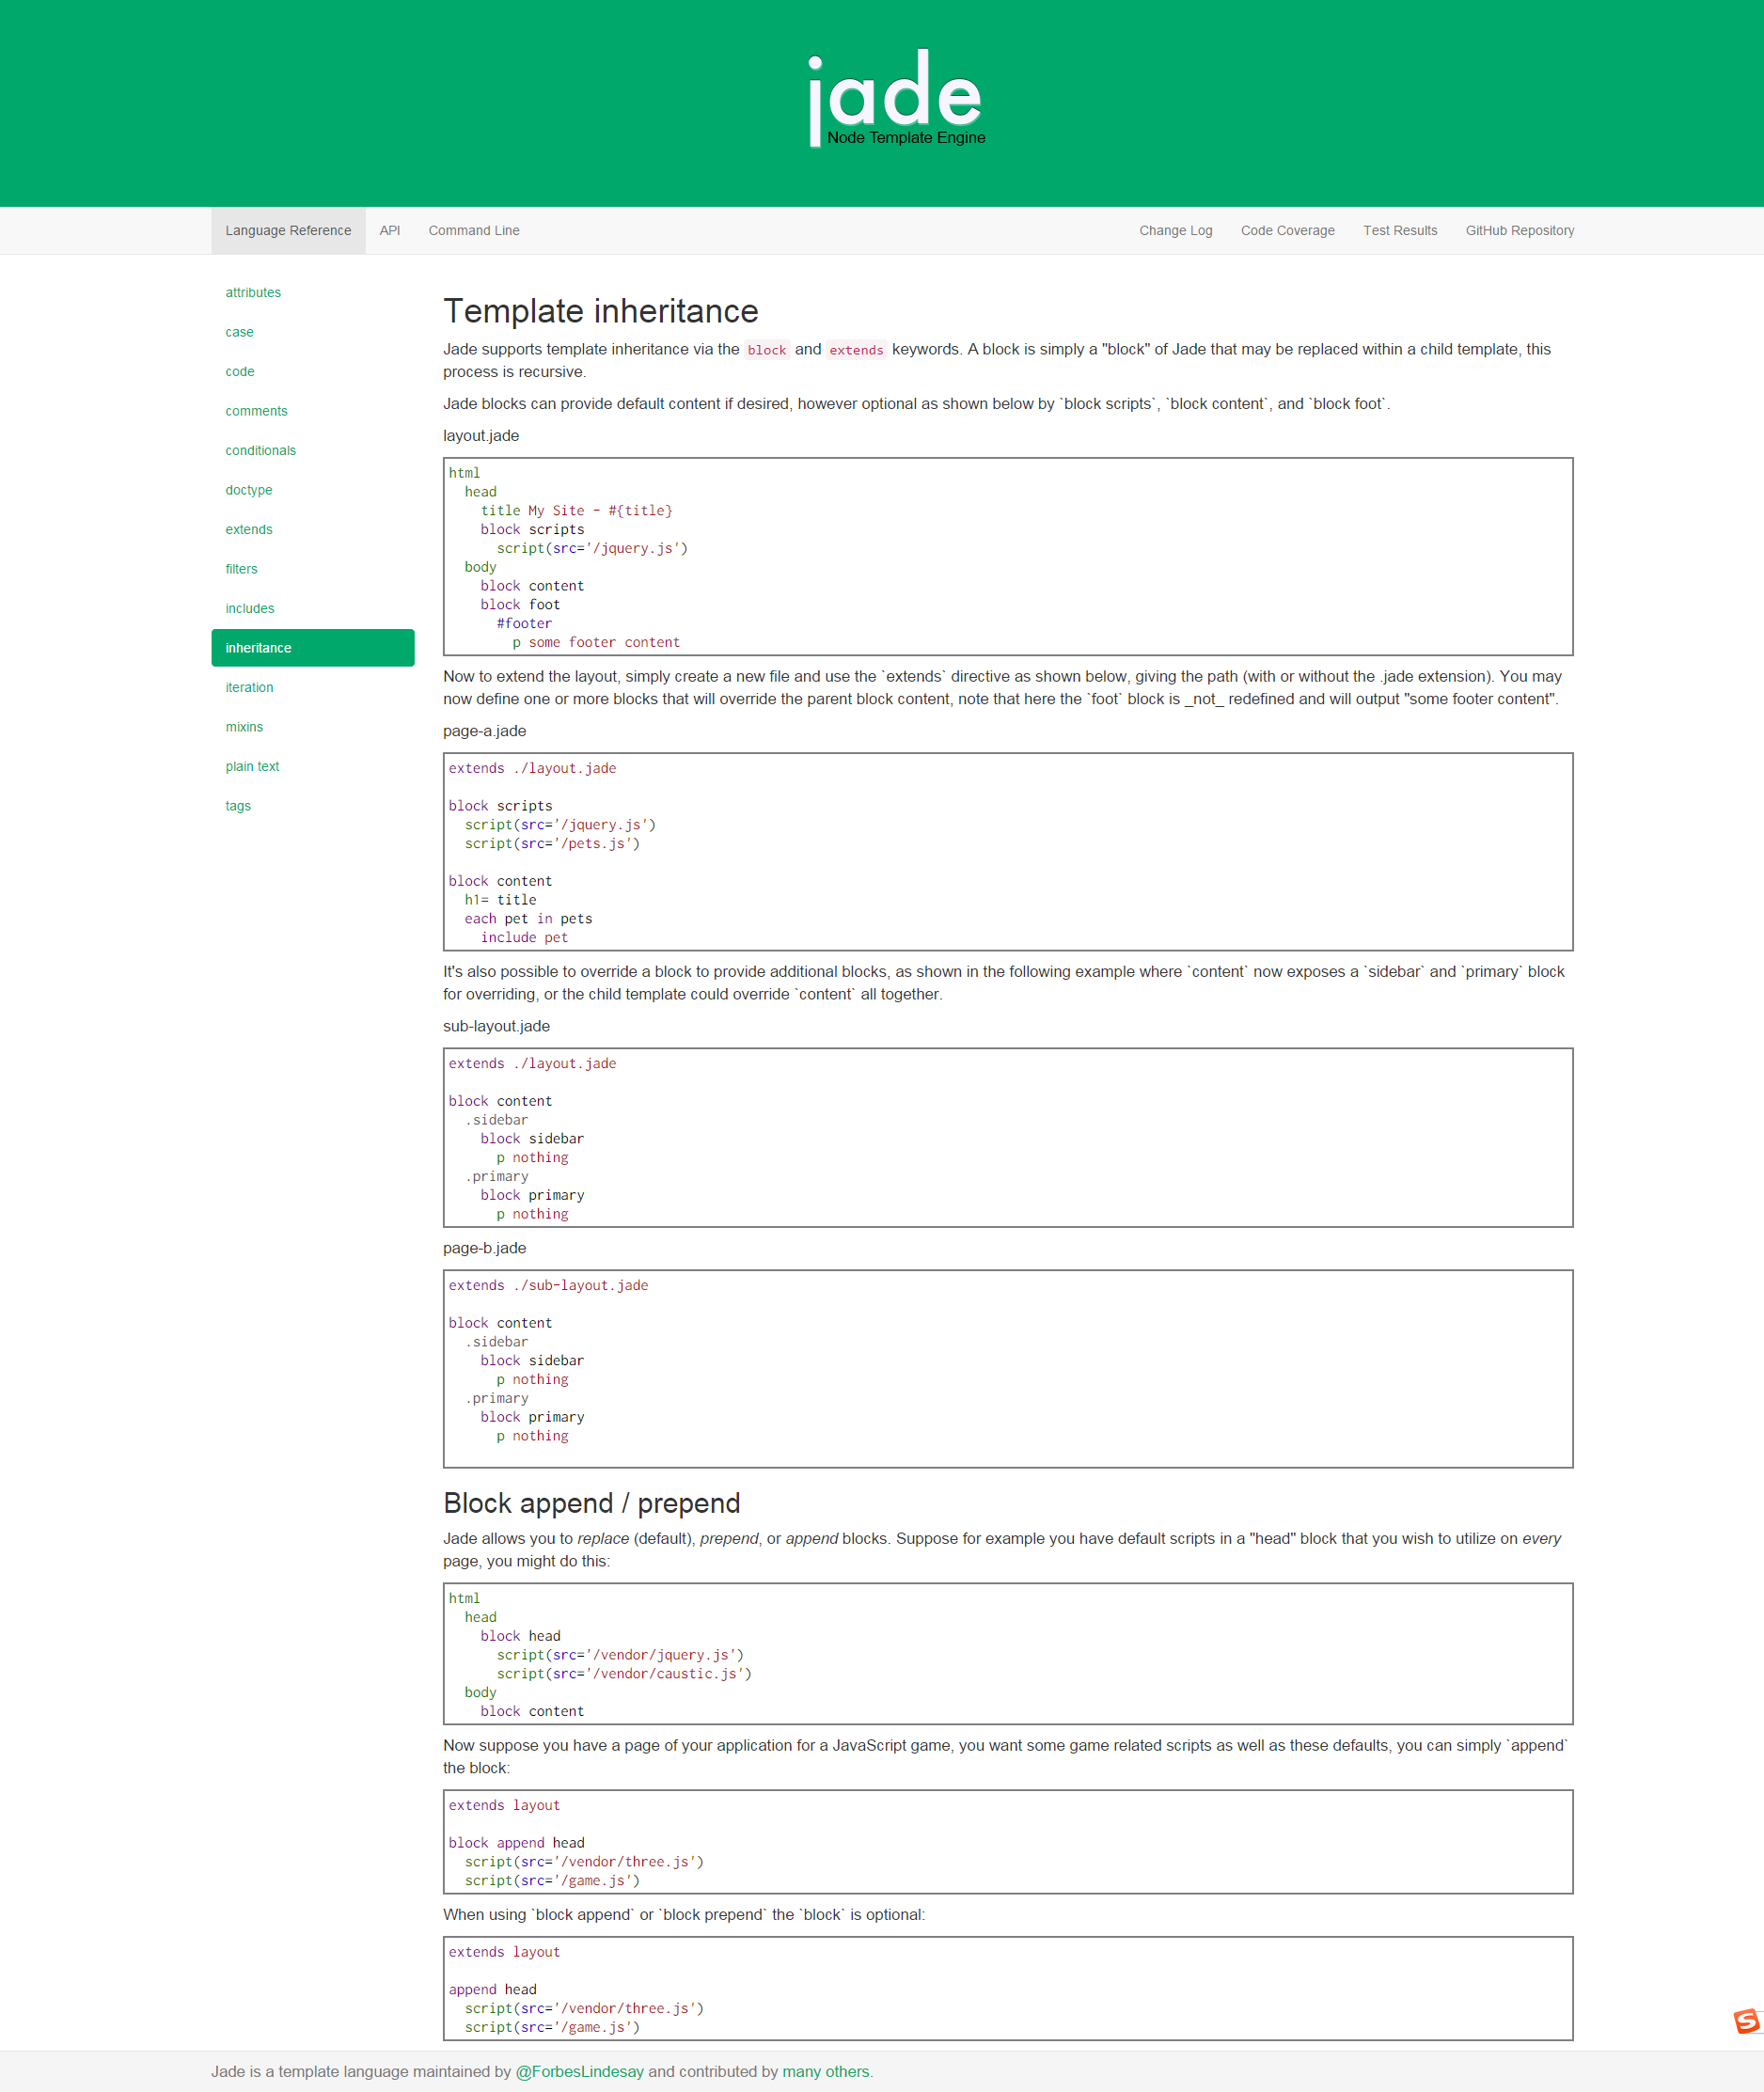 jade
Node Template Engine
Language Reference API Command Line Change Log Code Coverage Test Results GitHub Repository
attributes
case
code
comments
conditionals
doctype
extends
filters
includes
inheritance
iteration
mixins
plain text
tags
Template inheritance
Jade supports template inheritance via the block and extends keywords. A block is simply a "block" of Jade that may be replaced within a child template, this
process is recursive.
Jade blocks can provide default content if desired, however optional as shown below by `block scripts`, `block content`, and `block foot`.
layout.jade
html
  head
    title My Site - #{title}
    block scripts
      script(src='/jquery.js')
  body
    block content
    block foot
      #footer
        p some footer content
Now to extend the layout, simply create a new file and use the `extends` directive as shown below, giving the path (with or without the .jade extension). You may
now define one or more blocks that will override the parent block content, note that here the `foot` block is _not_ redefined and will output "some footer content".
page-a.jade
extends ./layout.jade
block scripts
  script(src='/jquery.js')
  script(src='/pets.js')
block content
  h1= title
  each pet in pets
    include pet
It's also possible to override a block to provide additional blocks, as shown in the following example where `content` now exposes a `sidebar` and `primary` block
for overriding, or the child template could override `content` all together.
sub-layout.jade
extends ./layout.jade
block content
  .sidebar
    block sidebar
      p nothing
  .primary
    block primary
      p nothing
page-b.jade
extends ./sub-layout.jade
block content
  .sidebar
    block sidebar
      p nothing
  .primary
    block primary
      p nothing
Block append / prepend
Jade allows you to replace (default), prepend, or append blocks. Suppose for example you have default scripts in a "head" block that you wish to utilize on every
page, you might do this:
html
  head
    block head
      script(src='/vendor/jquery.js')
      script(src='/vendor/caustic.js')
  body
    block content
Now suppose you have a page of your application for a JavaScript game, you want some game related scripts as well as these defaults, you can simply `append`
the block:
extends layout
block append head
  script(src='/vendor/three.js')
  script(src='/game.js')
When using `block append` or `block prepend` the `block` is optional:
extends layout
append head
  script(src='/vendor/three.js')
  script(src='/game.js')
S
Jade is a template language maintained by @ForbesLindesay and contributed by many others.